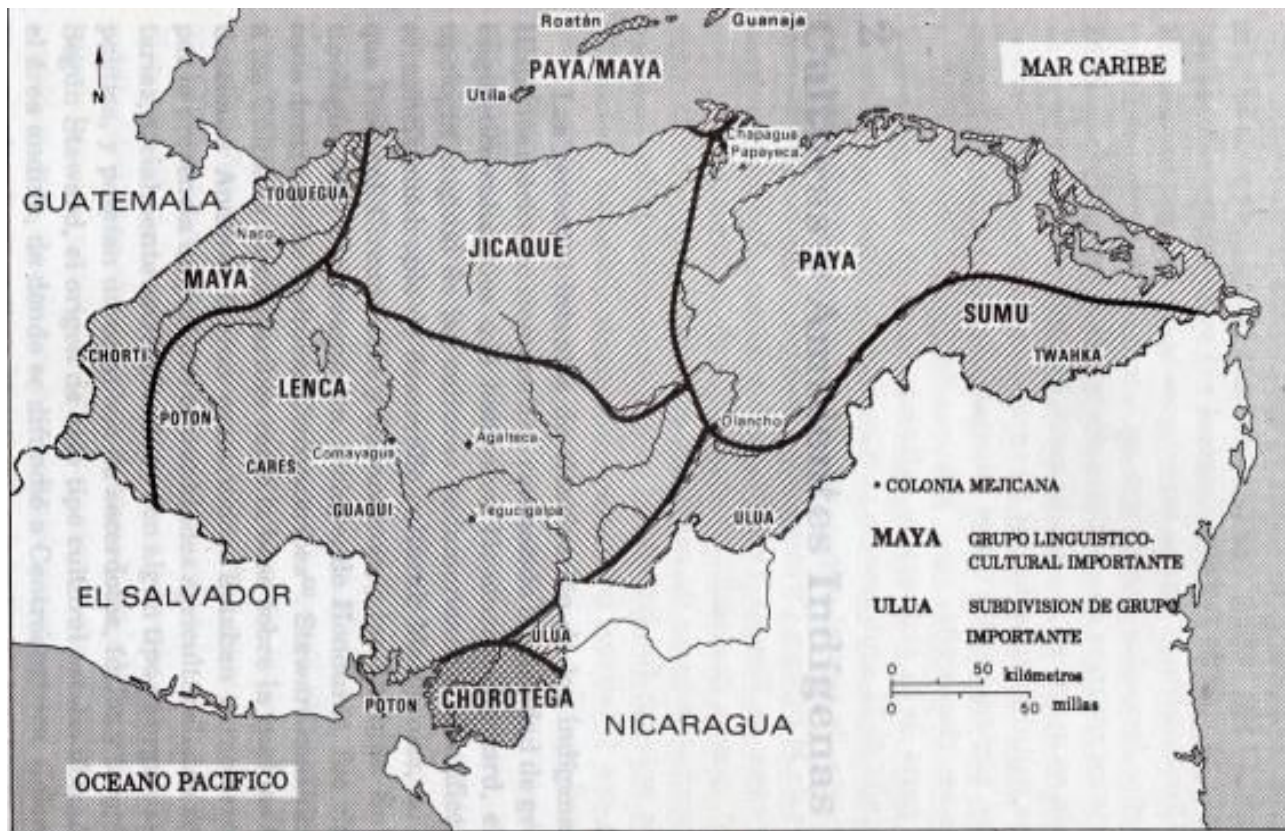 Roatán
Guanaja
PAYA/MAYA
MAR CARIBE
N
Utila
Chapagua
Papayeca
GUATEMALA
TOQUEGUA
Naco
JICAQUE
PAYA
MAYA
SUMU
CHORTI
TWAHKA
LENCA
POTON
Olancho
Agalteca
Comayagua
CARES
• COLONIA MEJICANA
GUAQUI
Tegucigalpa
ULUA
MAYA GRUPO LINGUISTICO-
CULTURAL IMPORTANTE
EL SALVADOR
ULUA SUBDIVISION DE GRUPO
IMPORTANTE
ULUA
0 50 kilómetros
CHOROTEGA
POTON
0 50 millas
NICARAGUA
OCEANO PACIFICO
Indígenas